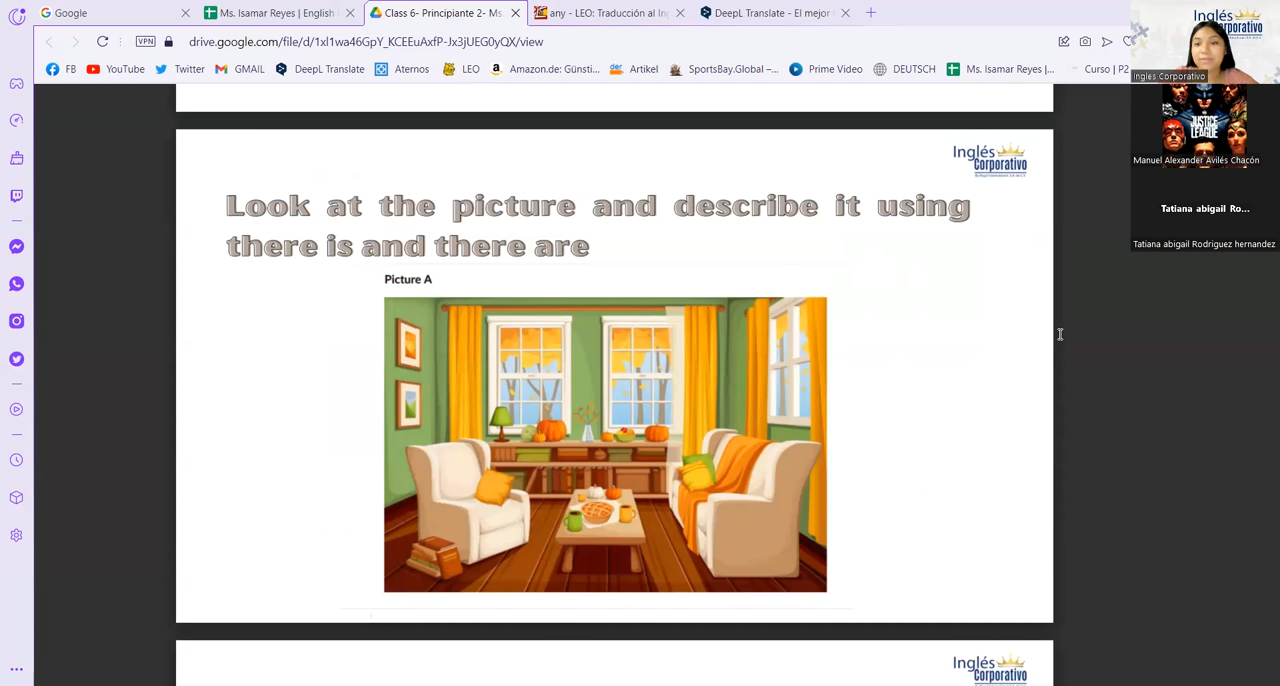 Google
Ms. Isamar Reyes | English
Class 6- Principiante 2- Ms.
any - LEO: Traducción al In
DeepL Translate - El mejor
VPN
drive.google.com/file/d/1xl1wa46GpY_KCEEuAxfP-Jx3jUEG0yQX/view
FB
YouTube
Twitter
GMAIL
DeepL Translate
Aternos
LEO
Amazon.de: Günsti...
Artikel
SportsBay.Global –...
Prime Video
DEUTSCH
Ms. Isamar Reyes |...
Curso | P2
Inglés
Corporativo
Ingles Corporativo
JUSTICE
LEAGUE
Manuel Alexander Avilés Chacón
Tatiana abigail Ro...
Tatiana abigail Rodriguez hernandez
Inglés
Corporativo
Look at the picture and describe it using
there is and there are
Picture A
Inglés
Corporativo